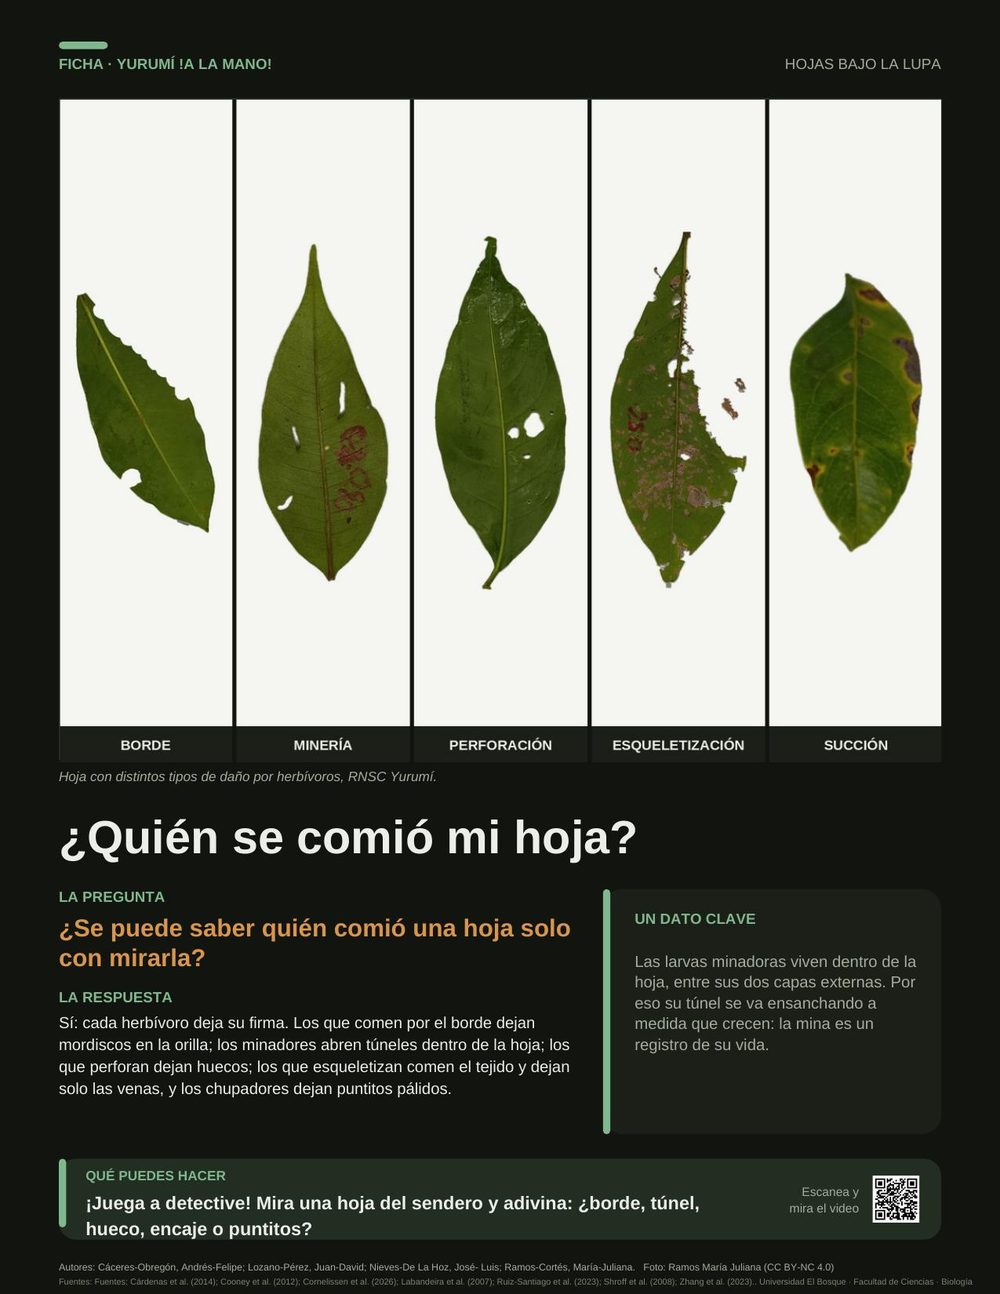 FICHA · YURUMÍ !A LA MANO!
HOJAS BAJO LA LUPA
BORDE
MINERÍA
PERFORACIÓN
ESQUELETIZACIÓN
SUCCIÓN
Hoja con distintos tipos de daño por herbívoros, RNSC Yurumí.
¿Quién se comió mi hoja?
LA PREGUNTA
¿Se puede saber quién comió una hoja solo
con mirarla?
LA RESPUESTA
Sí: cada herbívoro deja su firma. Los que comen por el borde dejan
mordiscos en la orilla; los minadores abren túneles dentro de la hoja; los
que perforan dejan huecos; los que esqueletizan comen el tejido y dejan
solo las venas, y los chupadores dejan puntitos pálidos.
UN DATO CLAVE
Las larvas minadoras viven dentro de la
hoja, entre sus dos capas externas. Por
eso su túnel se va ensanchando a
medida que crecen: la mina es un
registro de su vida.
QUÉ PUEDES HACER
¡Juega a detective! Mira una hoja del sendero y adivina: ¿borde, túnel,
hueco, encaje o puntitos?
Escanea y
mira el video
Autores: Cáceres-Obregón, Andrés-Felipe; Lozano-Pérez, Juan-David; Nieves-De La Hoz, José- Luis; Ramos-Cortés, María-Juliana. Foto: Ramos María Juliana (CC BY-NC 4.0)
Fuentes: Fuentes; Cárdenas et al. (2014); Cooney et al. (2012); Cornelissen et al. (2026); Labandeira et al. (2007); Ruiz-Santiago et al. (2023); Shroff et al. (2008); Zhang et al. (2023).. Universidad El Bosque · Facultad de Ciencias · Biología